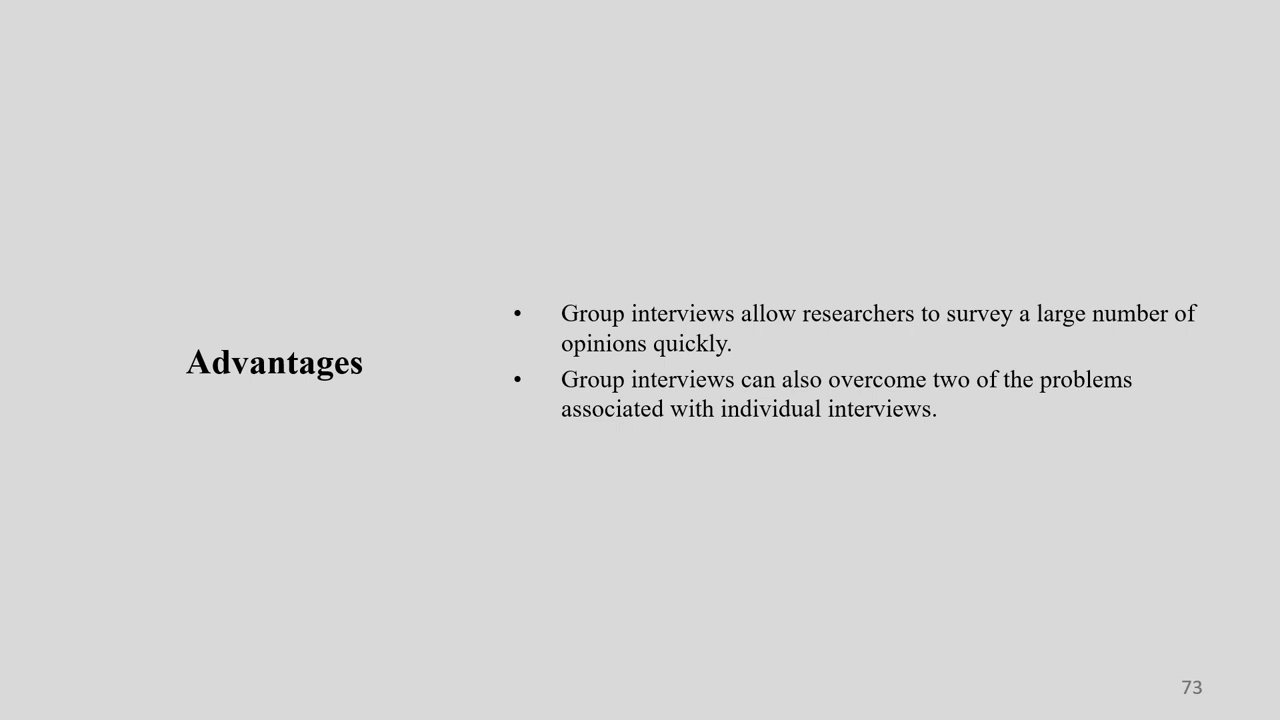 Advantages
• Group interviews allow researchers to survey a large number of
opinions quickly.
• Group interviews can also overcome two of the problems
associated with individual interviews.
73